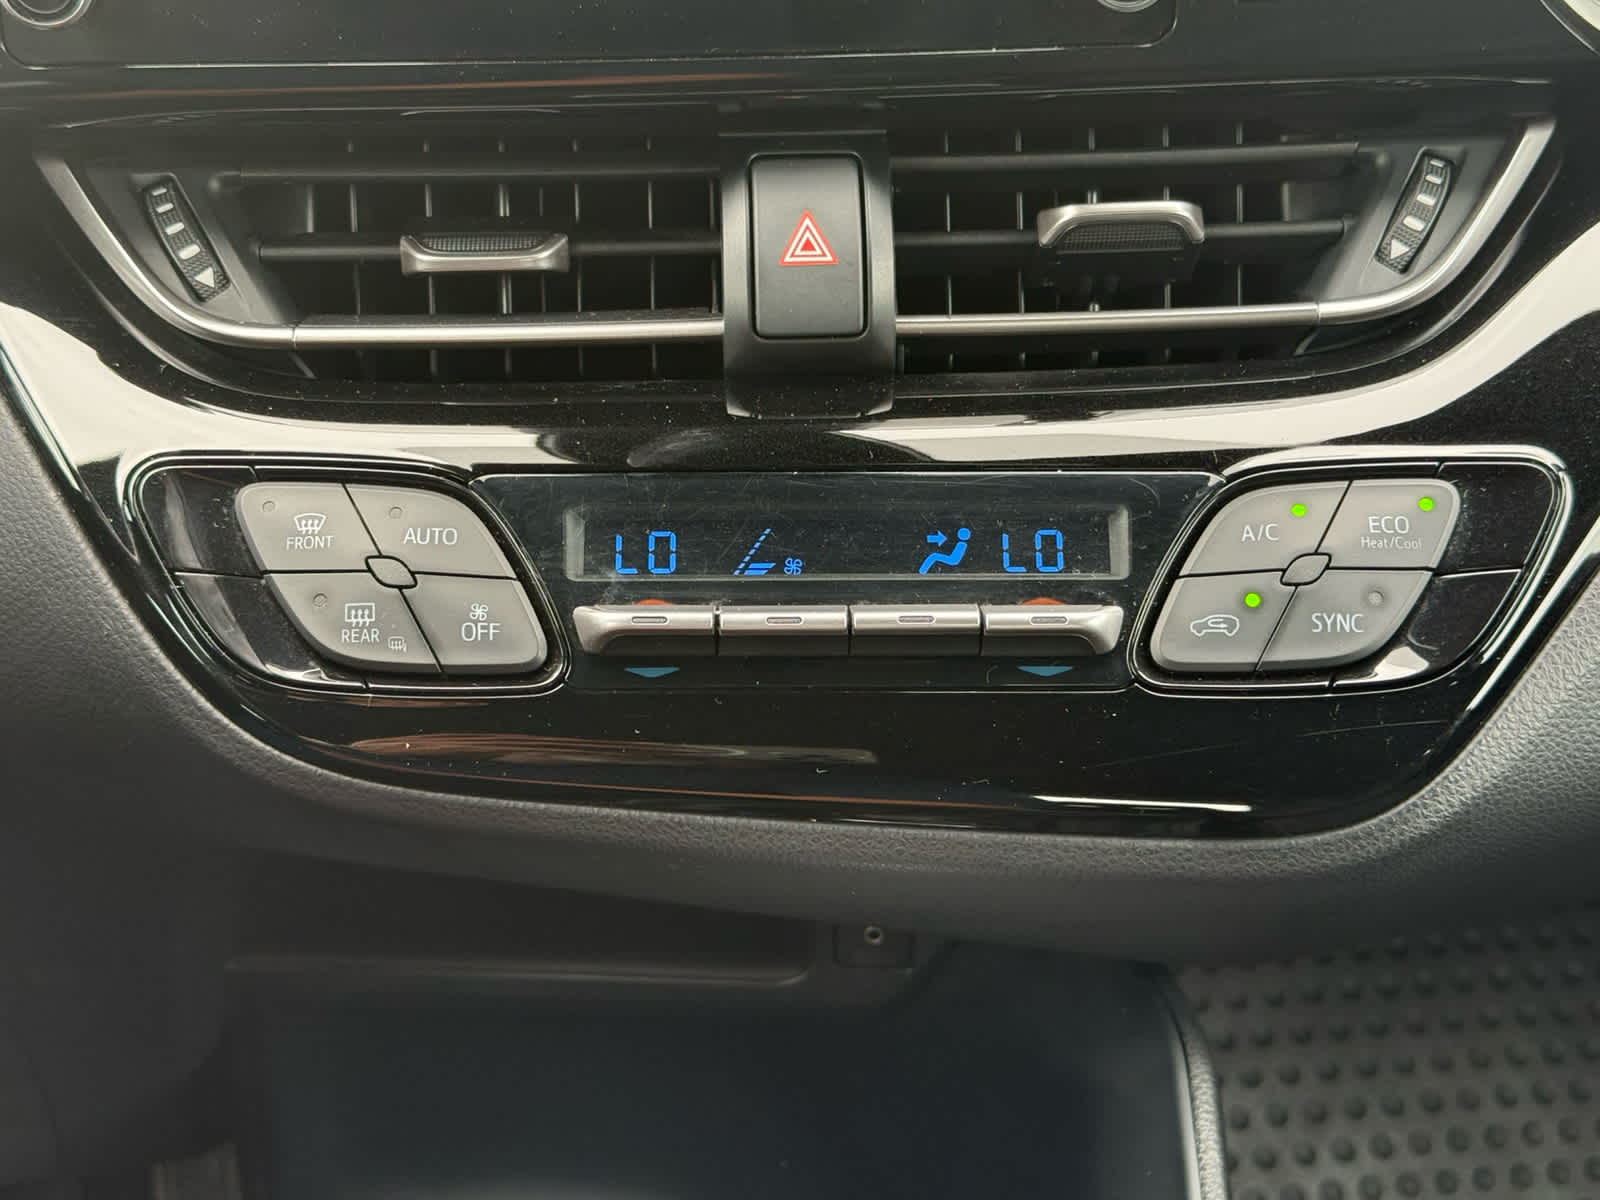 FRONT
AUTO
REAR
OFF
LO
LO
A/C
ECO
Heat/Cool
SYNC